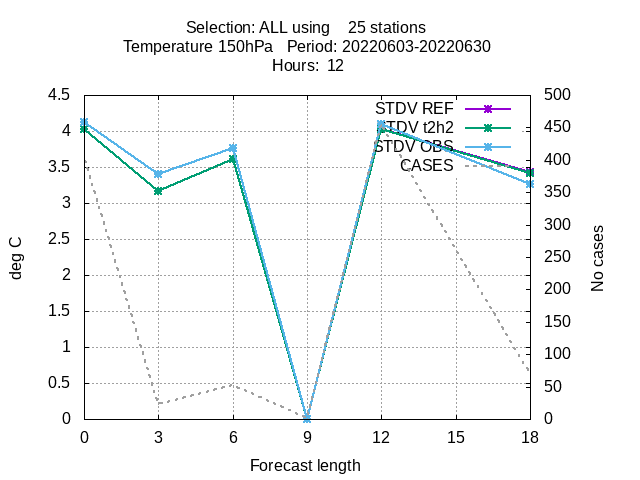 Selection: ALL using 25 stations
Temperature 150hPa Period: 20220603-20220630
Hours: 12
4.5
4
3.5
3
2.5
2
1.5
1
0.5
0
deg C
STDV REF
STDV t2h2
STDV OBS
CASES
500
450
400
350
300
250
200
150
100
50
0
No cases
0 3 6 9 12 15 18
Forecast length